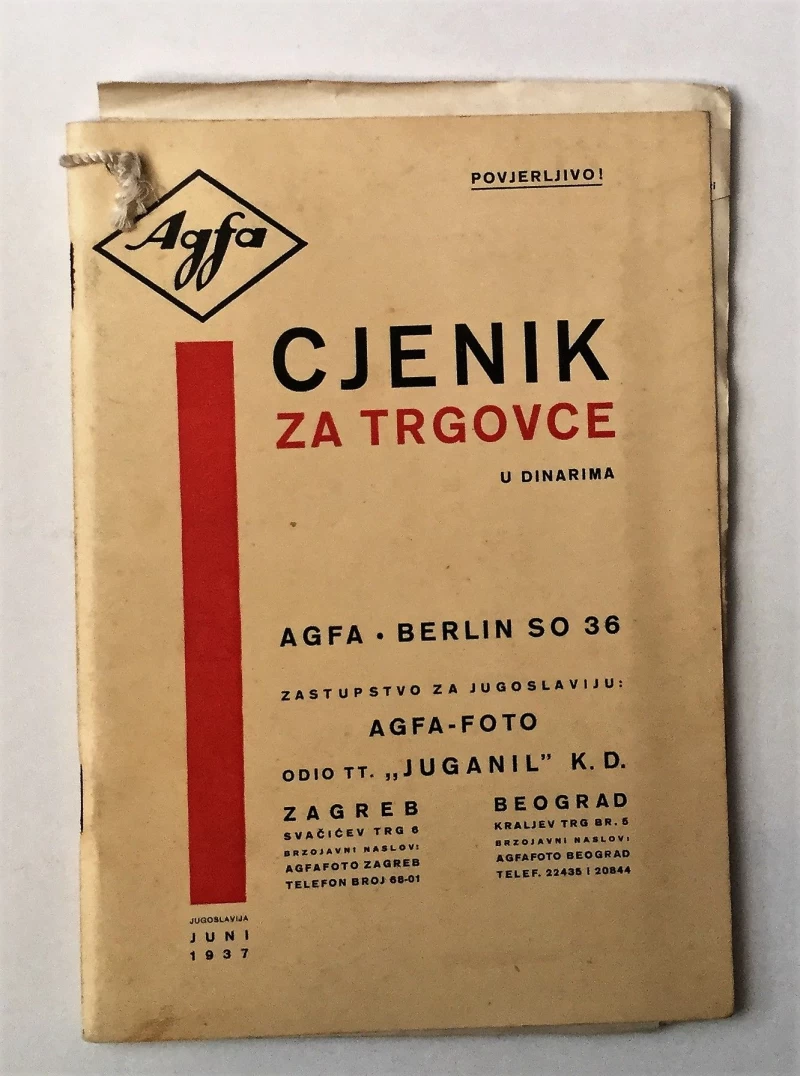 POVJERLJIVO!
Agfa
CJENIK
ZA TRGOVCE
U DINARIMA
AGFA • BERLIN SO 36
ZASTUPSTVO ZA JUGOSLAVIJU:
AGFA-FOTO
ODIO TT. „JUGANIL” K. D.
ZAGREB
SVAČIĆEV TRG 6
BRZOJAVNI NASLOV:
AGFAFOTO ZAGREB
TELEFON BROJ 68-01
BEOGRAD
KRALJEV TRG BR. 5
BRZOJAVNI NASLOV:
AGFAFOTO BEOGRAD
TELEF. 22435 I 20844
JUGOSLAVIJA
JUNI
1937